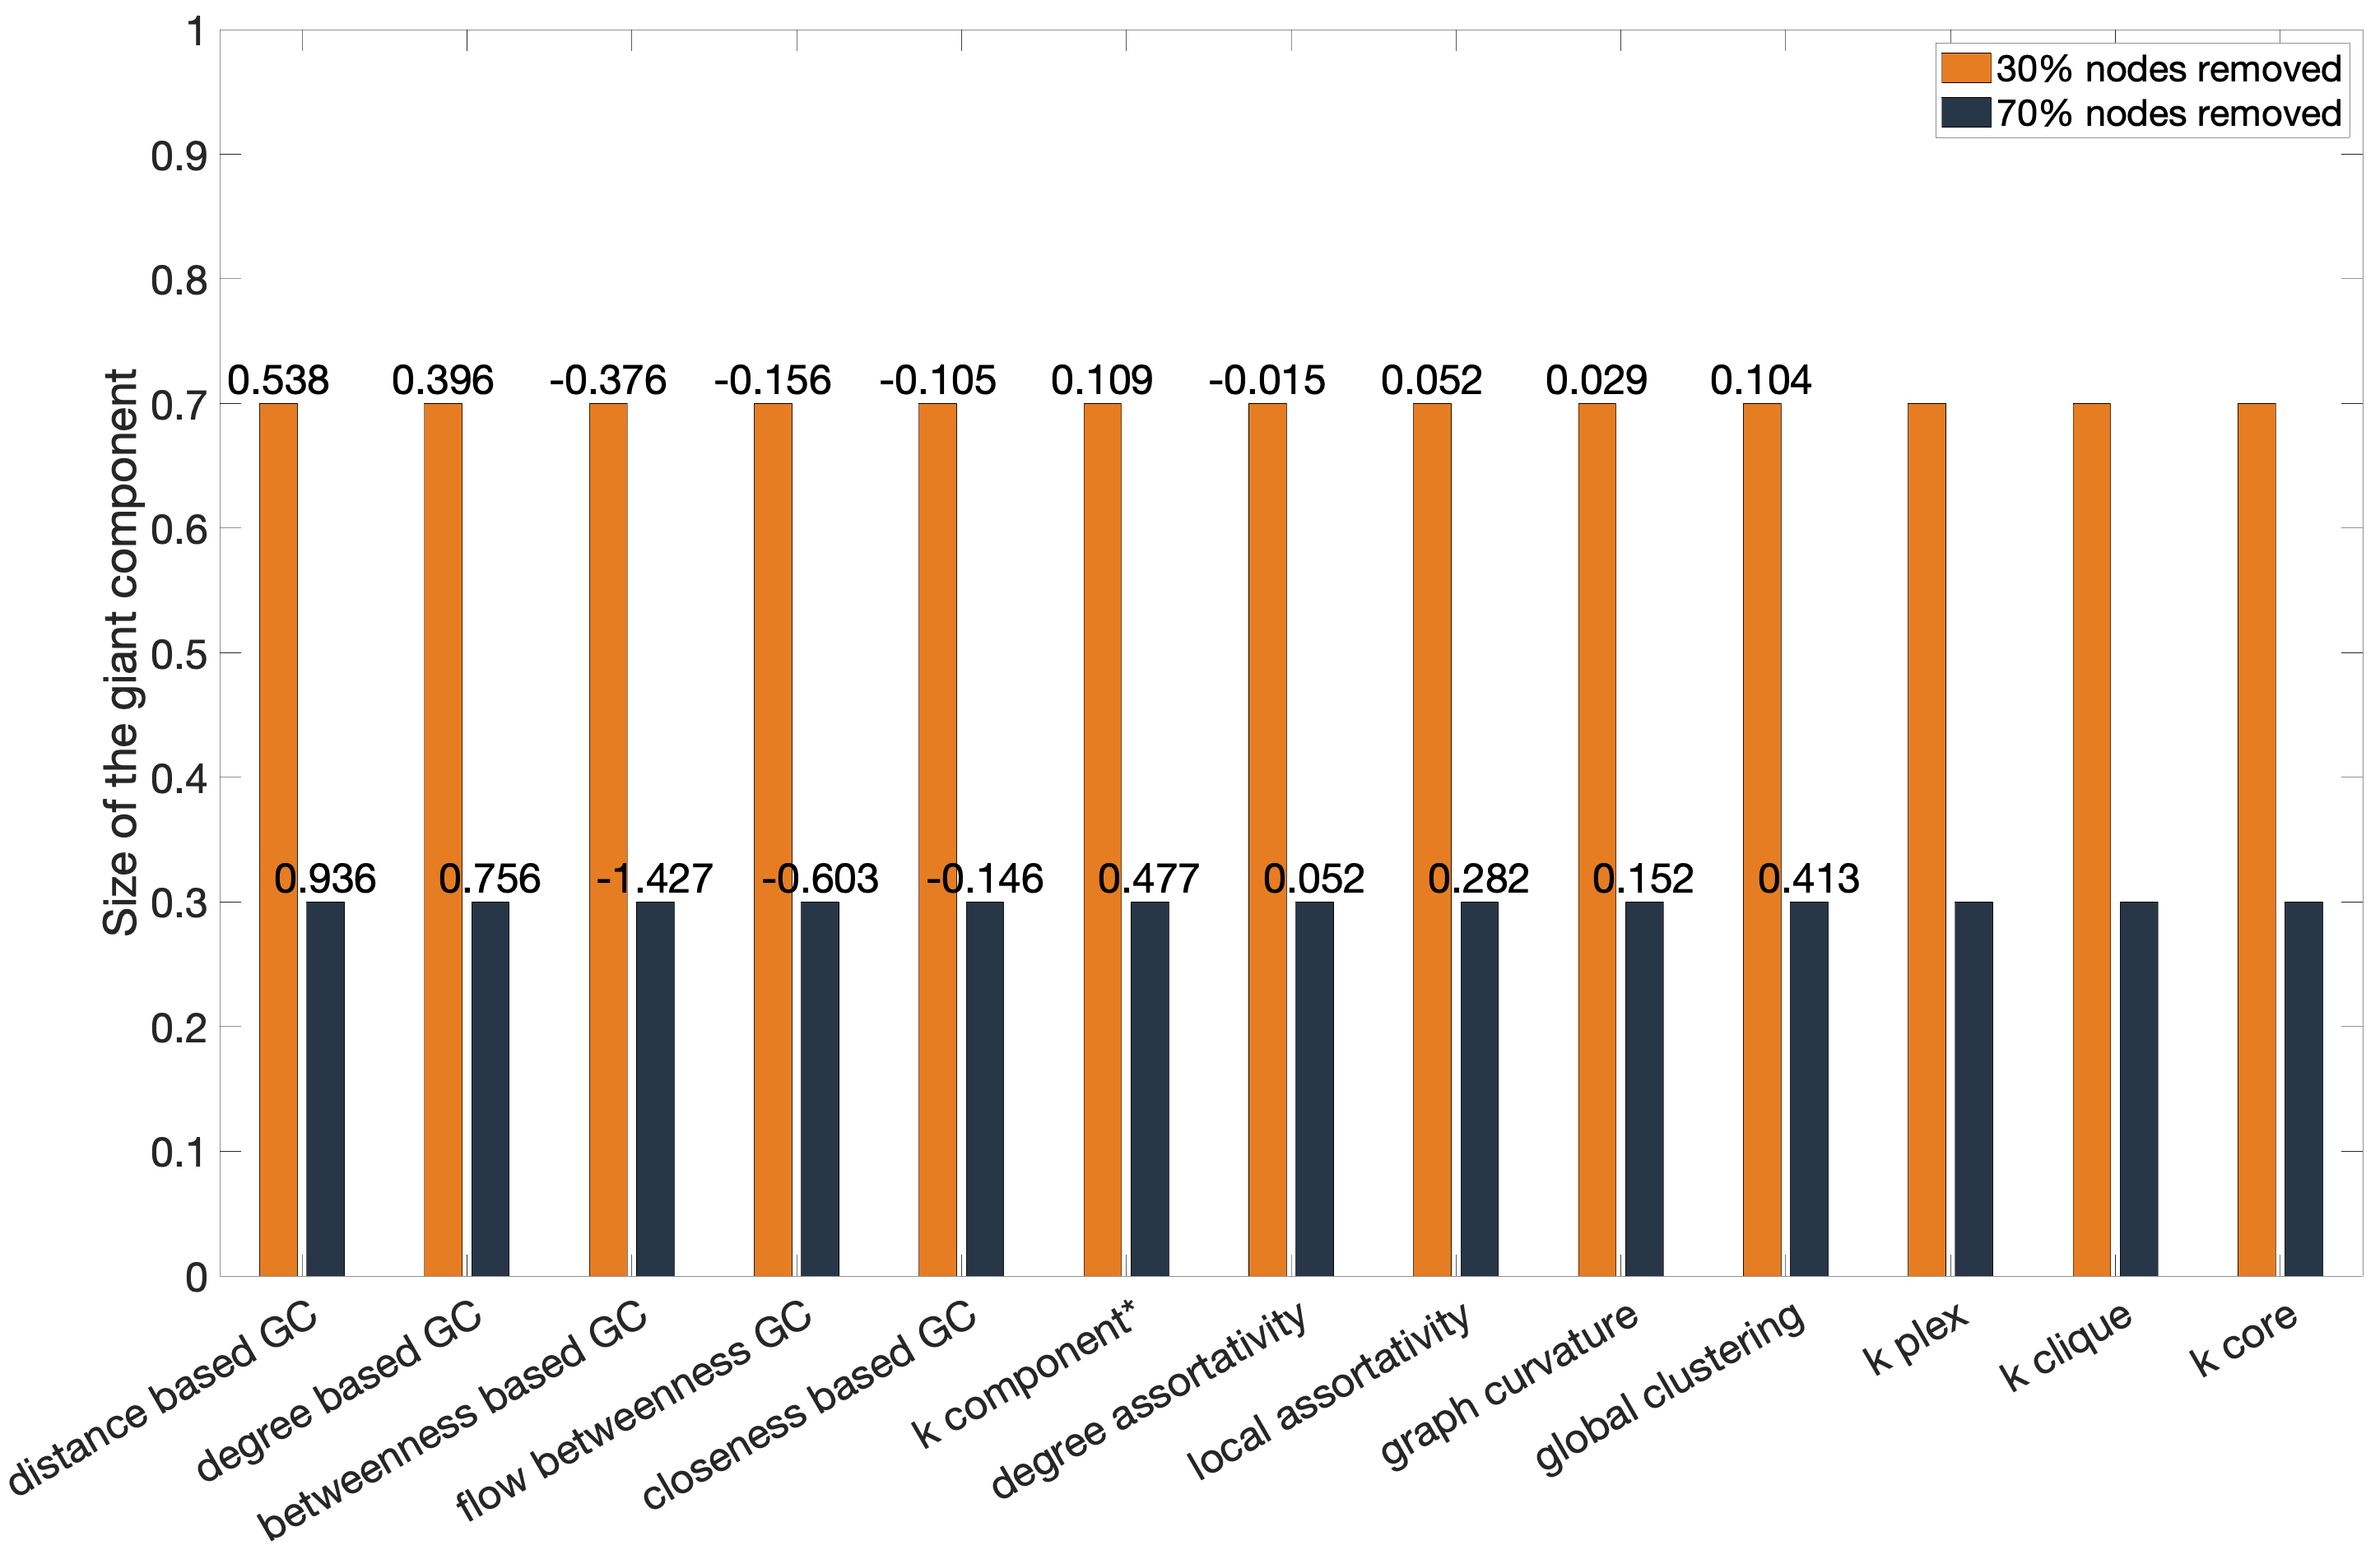 1
0.9
0.8
0.7
0.6
0.5
0.4
0.3
0.2
0.1
0
Size of the giant component
30% nodes removed
70% nodes removed
0.538 0.396 -0.376 -0.156 -0.105 0.109 -0.015 0.052 0.029 0.104
0.936 0.756 -1.427 -0.603 -0.146 0.477 0.052 0.282 0.152 0.413
distance based GC
degree based GC
betweenness based GC
flow betweenness GC
closeness based GC
k component*
degree assortativity
local assortativity
graph curvature
global clustering
k plex
k clique
k core